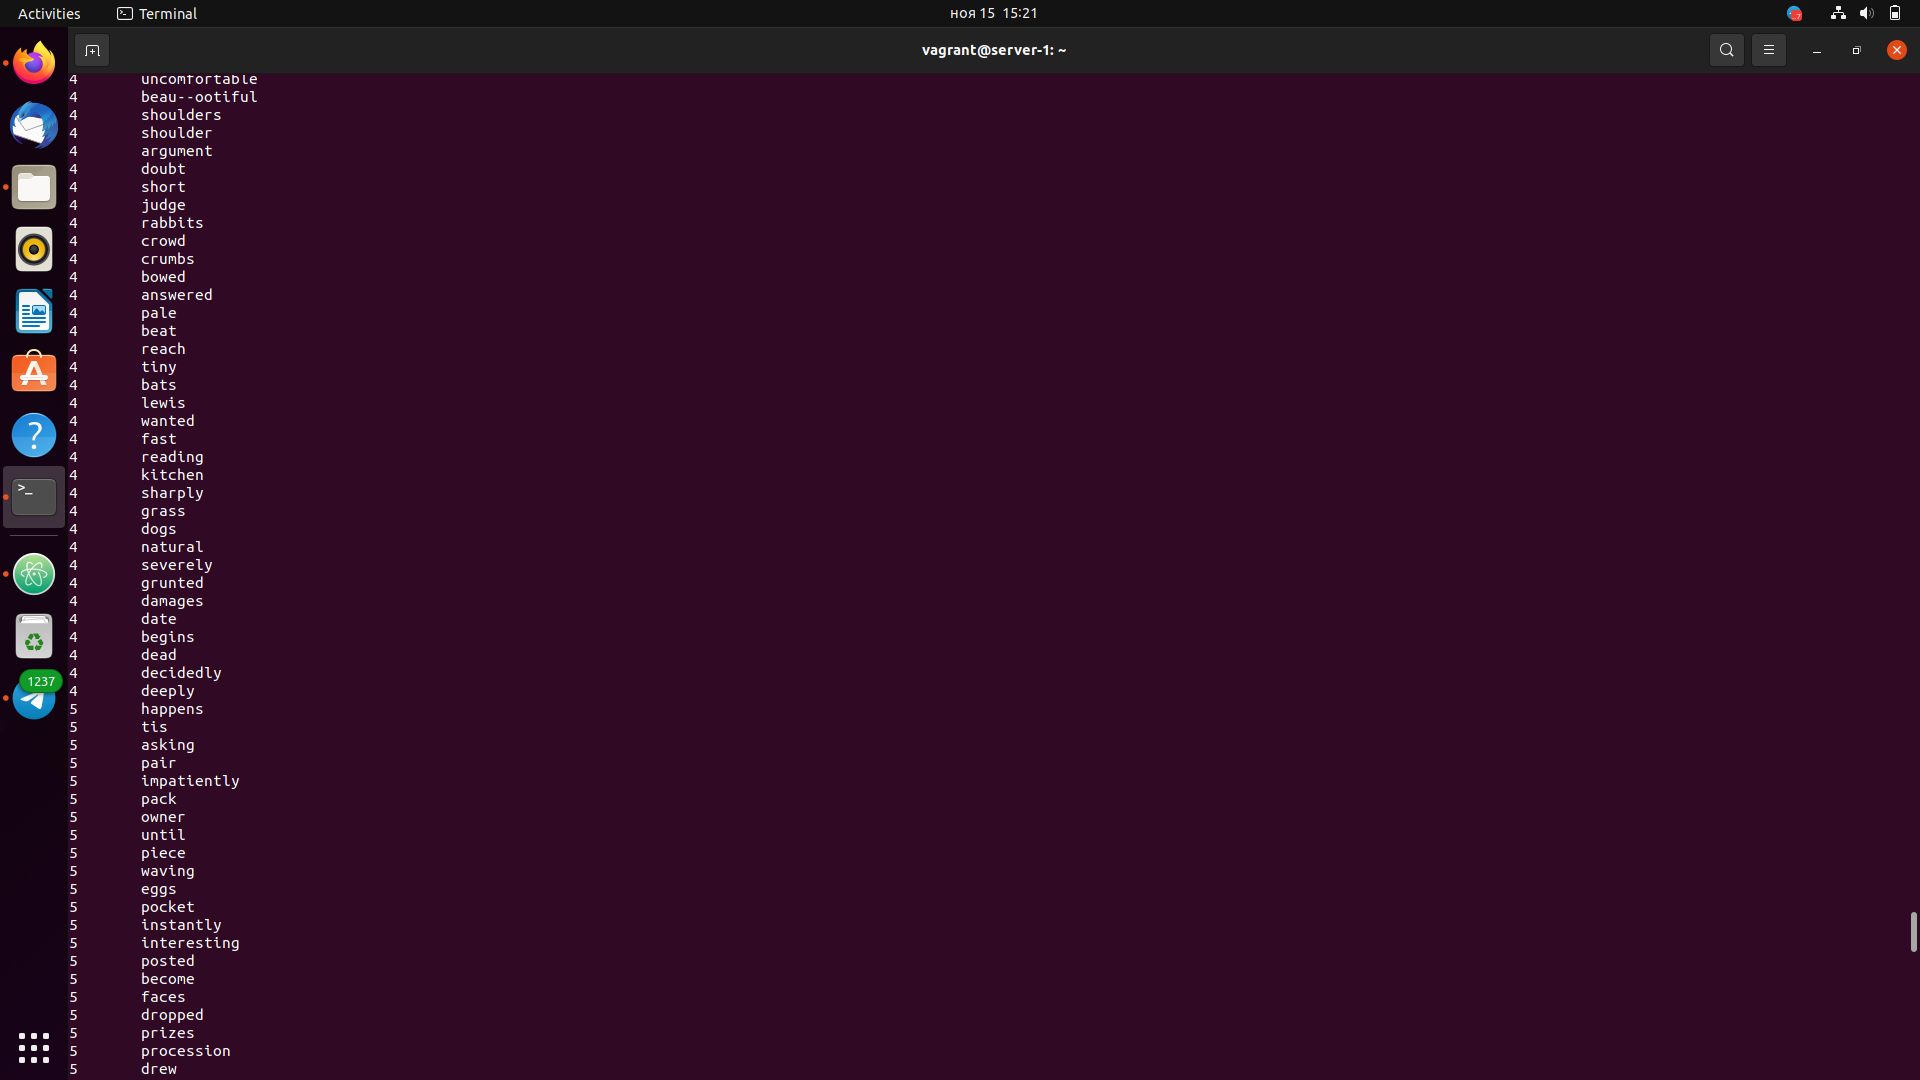 Activities
Terminal
ноя 15 15:21
vagrant@server-1: ~
4 uncomfortable
4 beau--ootiful
4 shoulders
4 shoulder
4 argument
4 doubt
4 short
4 judge
4 rabbits
4 crowd
4 crumbs
4 bowed
4 answered
4 pale
4 beat
4 reach
4 tiny
4 bats
4 lewis
4 wanted
4 fast
4 reading
4 kitchen
4 sharply
4 grass
4 dogs
4 natural
4 severely
4 grunted
4 damages
4 date
4 begins
4 dead
4 decidedly
4 deeply
5 happens
5 tis
5 asking
5 pair
5 impatiently
5 pack
5 owner
5 until
5 piece
5 waving
5 eggs
5 pocket
5 instantly
5 interesting
5 posted
5 become
5 faces
5 dropped
5 prizes
5 procession
5 drew
1237